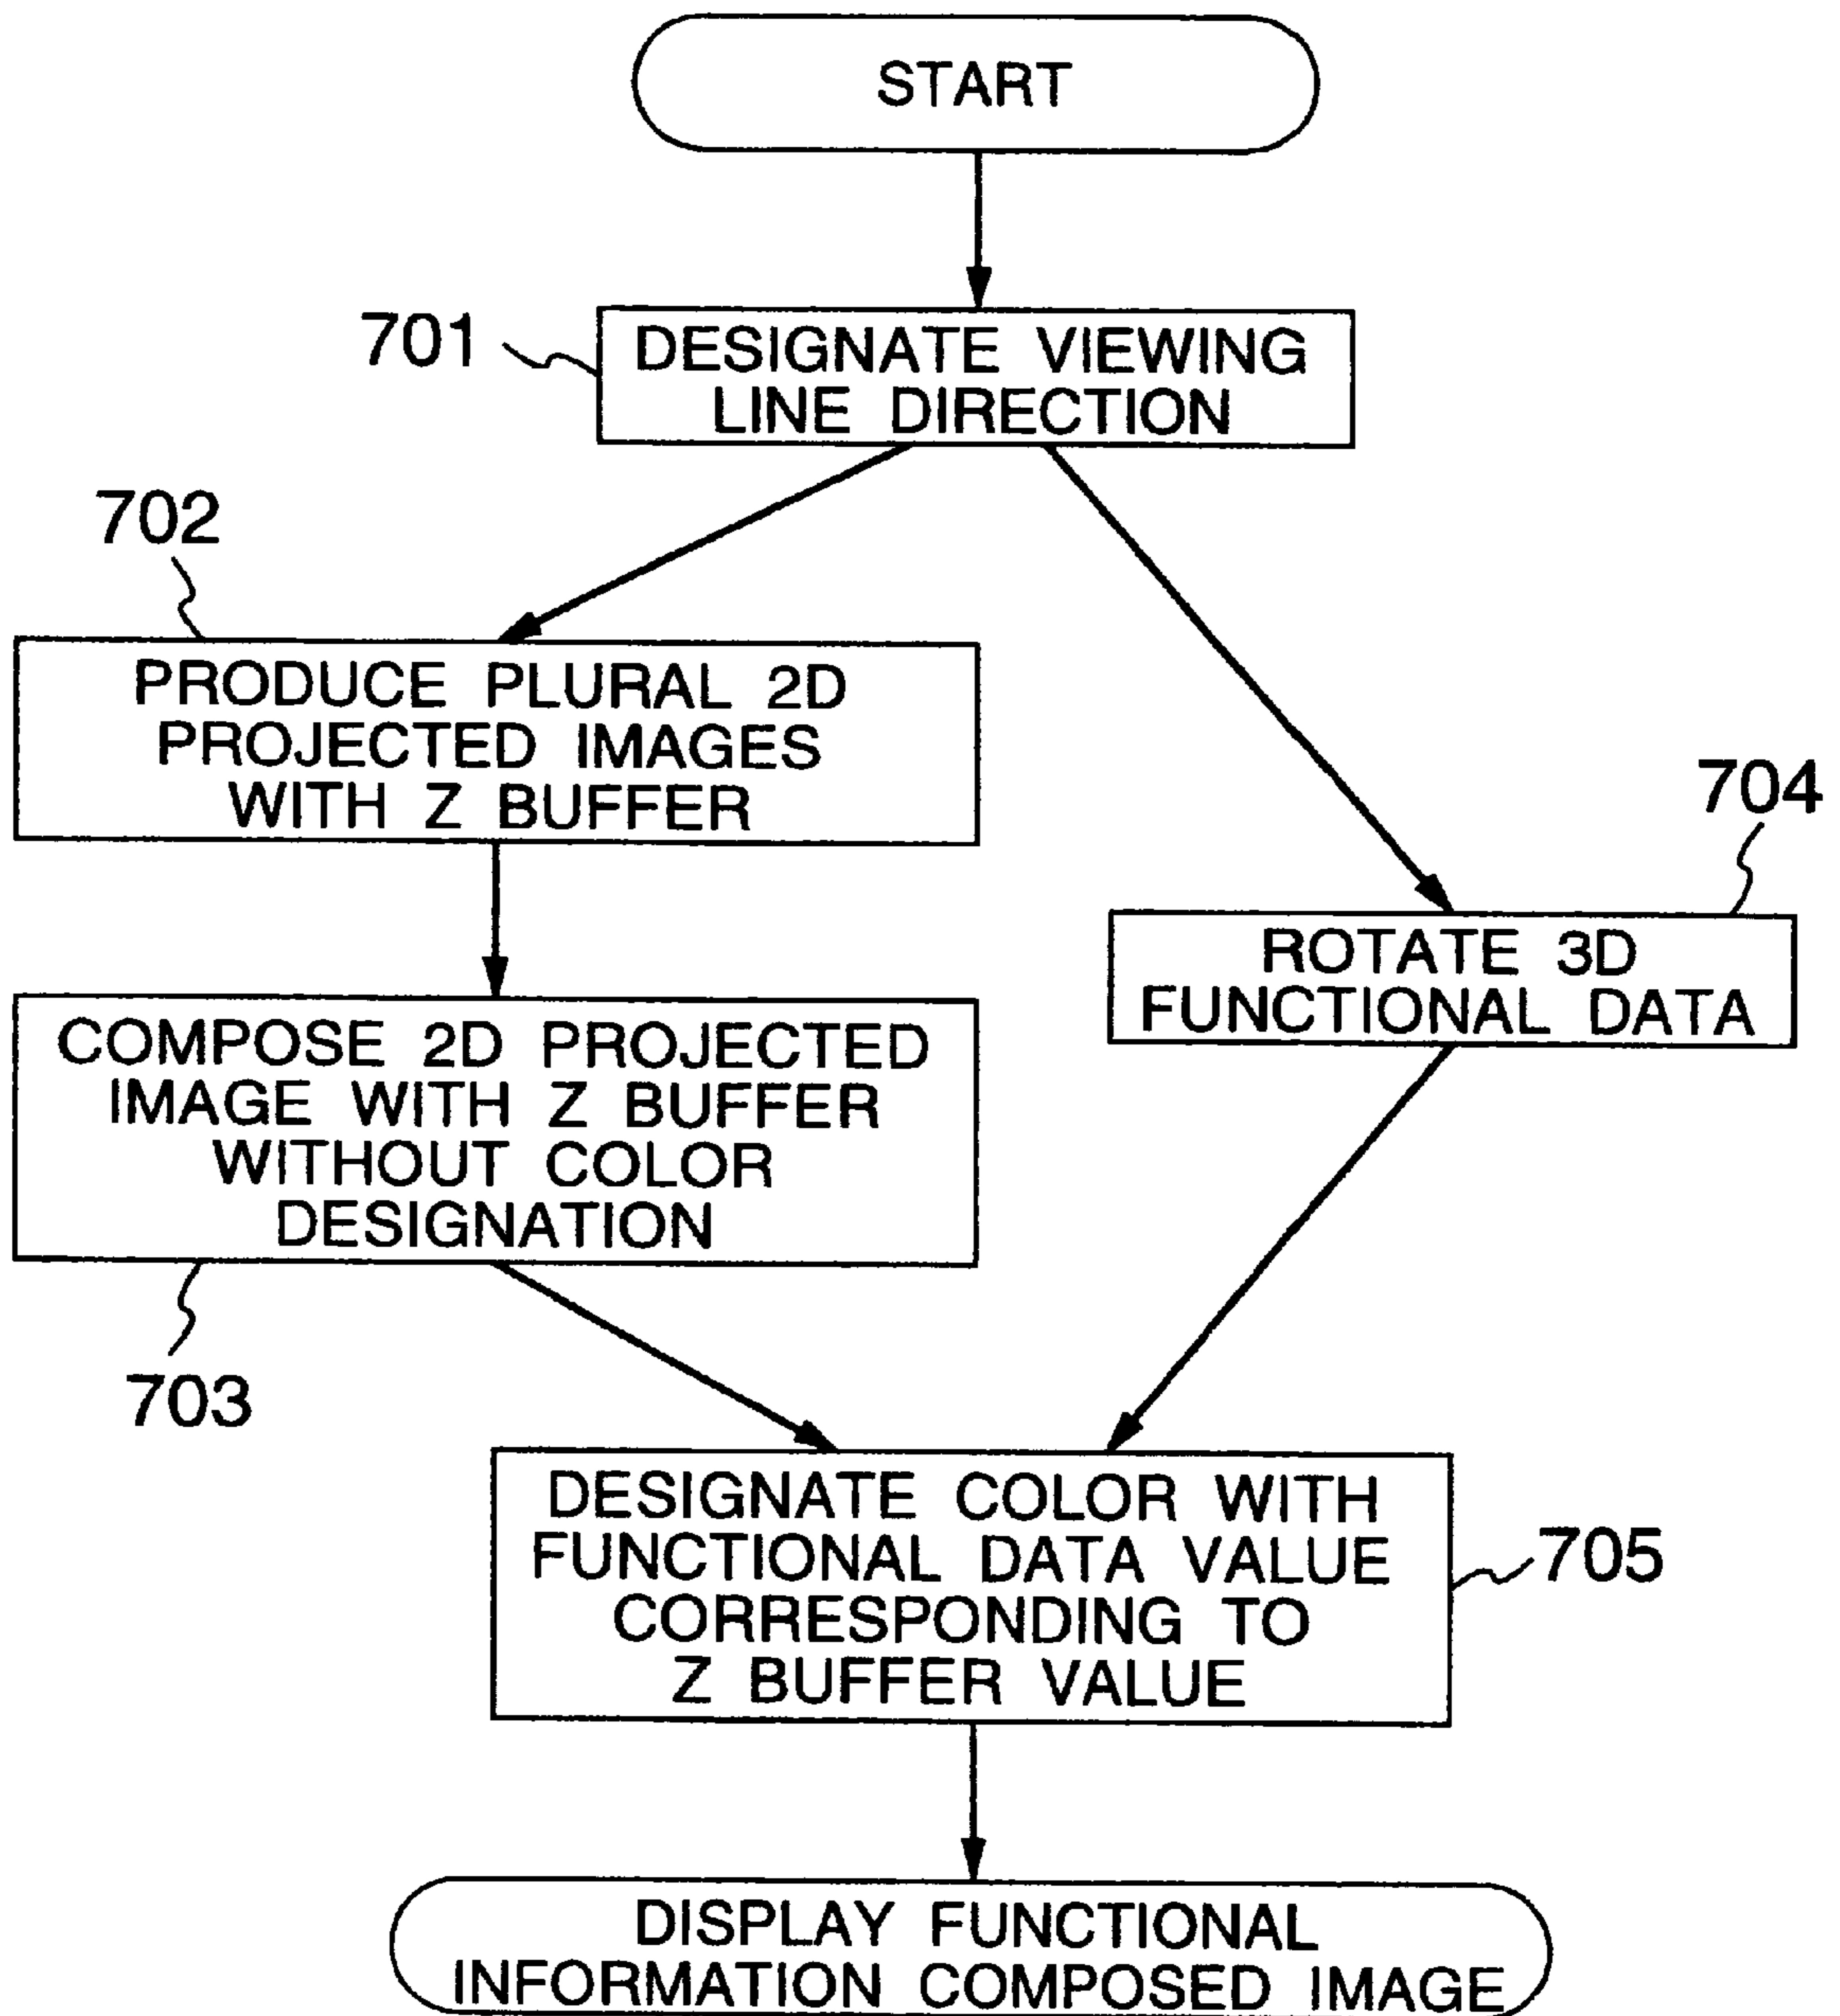 START
701
DESIGNATE VIEWING
LINE DIRECTION
702
PRODUCE PLURAL 2D
PROJECTED IMAGES
WITH Z BUFFER
704
ROTATE 3D
FUNCTIONAL DATA
COMPOSE 2D PROJECTED
IMAGE WITH Z BUFFER
WITHOUT COLOR
DESIGNATION
703
DESIGNATE COLOR WITH
FUNCTIONAL DATA VALUE
CORRESPONDING TO
Z BUFFER VALUE
705
DISPLAY FUNCTIONAL
INFORMATION COMPOSED IMAGE